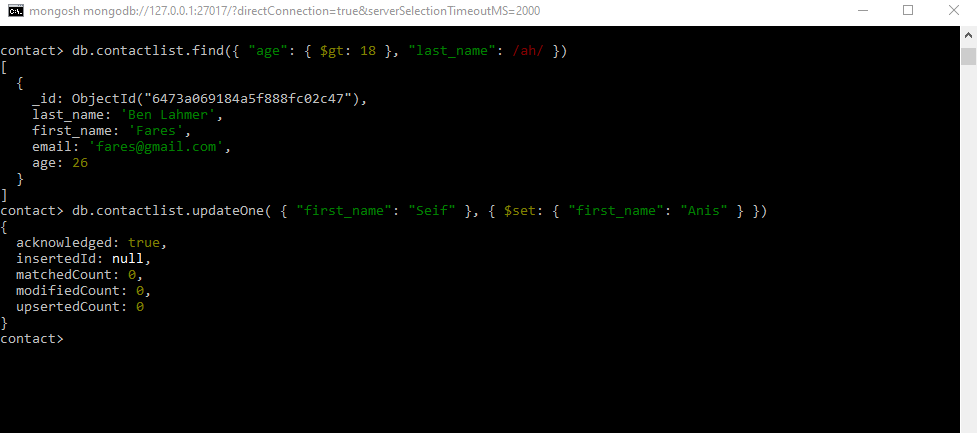 mongosh mongodb://127.0.0.1:27017/?directConnection=true&serverSelectionTimeoutMS=2000
contact> db.contactlist.find({ "age": { $gt: 18 }, "last_name": /ah/ })
[
  {
    _id: ObjectId("6473a069184a5f888fc02c47"),
    last_name: 'Ben Lahmer',
    first_name: 'Fares',
    email: 'fares@gmail.com',
    age: 26
  }
]
contact> db.contactlist.updateOne( { "first_name": "Seif" }, { $set: { "first_name": "Anis" } })
{
  acknowledged: true,
  insertedId: null,
  matchedCount: 0,
  modifiedCount: 0,
  upsertedCount: 0
}
contact>